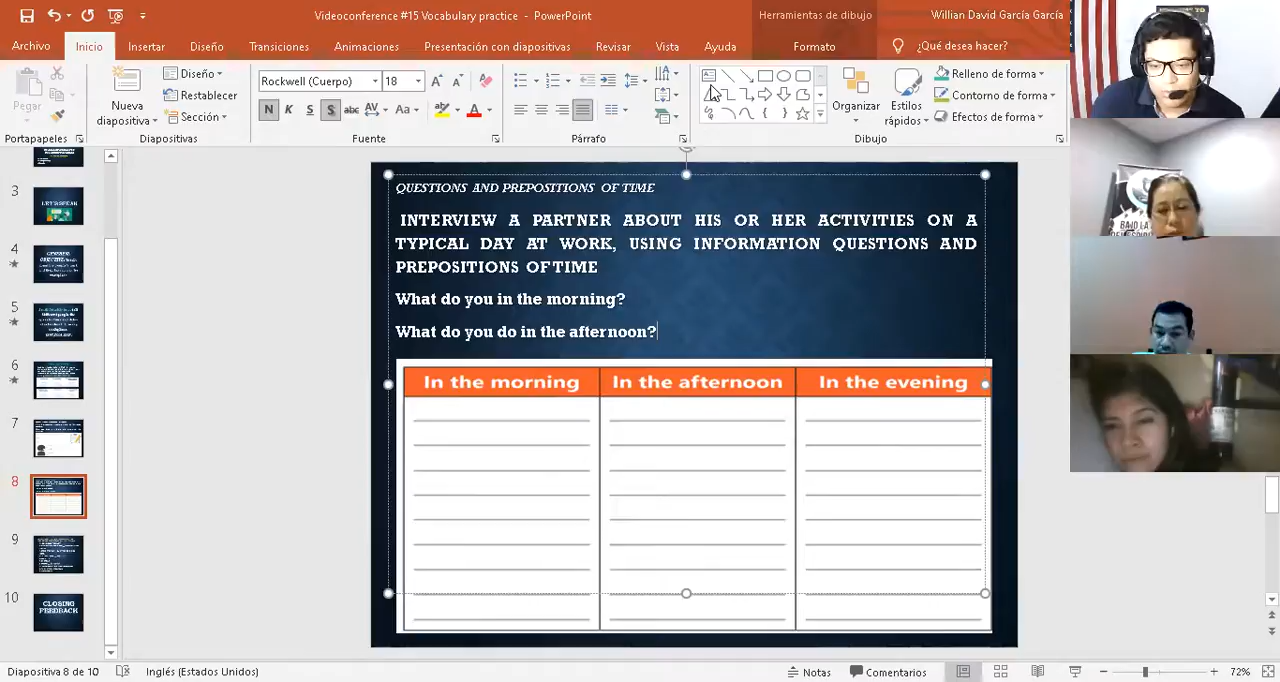 Videoconference #15 Vocabulary practice - PowerPoint
Herramientas de dibujo
Willian David García García
Archivo Inicio Insertar Diseño Transiciones Animaciones Presentación con diapositivas Revisar Vista Ayuda Formato ¿Qué desea hacer?
Pegar
Nueva diapositiva
Diseño
Restablecer
Sección
Rockwell (Cuerpo) 18
N K S S abc AV Aa A
Organizar
Estilos rápidos
Relleno de forma
Contorno de forma
Efectos de forma
Portapapeles Diapositivas Fuente Párrafo Dibujo
3
LET'S SPEAK
4
5
6
7
8
9
10
CLOSING
FEEDBACK
QUESTIONS AND PREPOSITIONS OF TIME
INTERVIEW A PARTNER ABOUT HIS OR HER ACTIVITIES ON A
TYPICAL DAY AT WORK, USING INFORMATION QUESTIONS AND
PREPOSITIONS OF TIME
What do you in the morning?
What do you do in the afternoon?
In the morning In the afternoon In the evening
BAJO LA
Diapositiva 8 de 10 Inglés (Estados Unidos) Notas Comentarios 72%